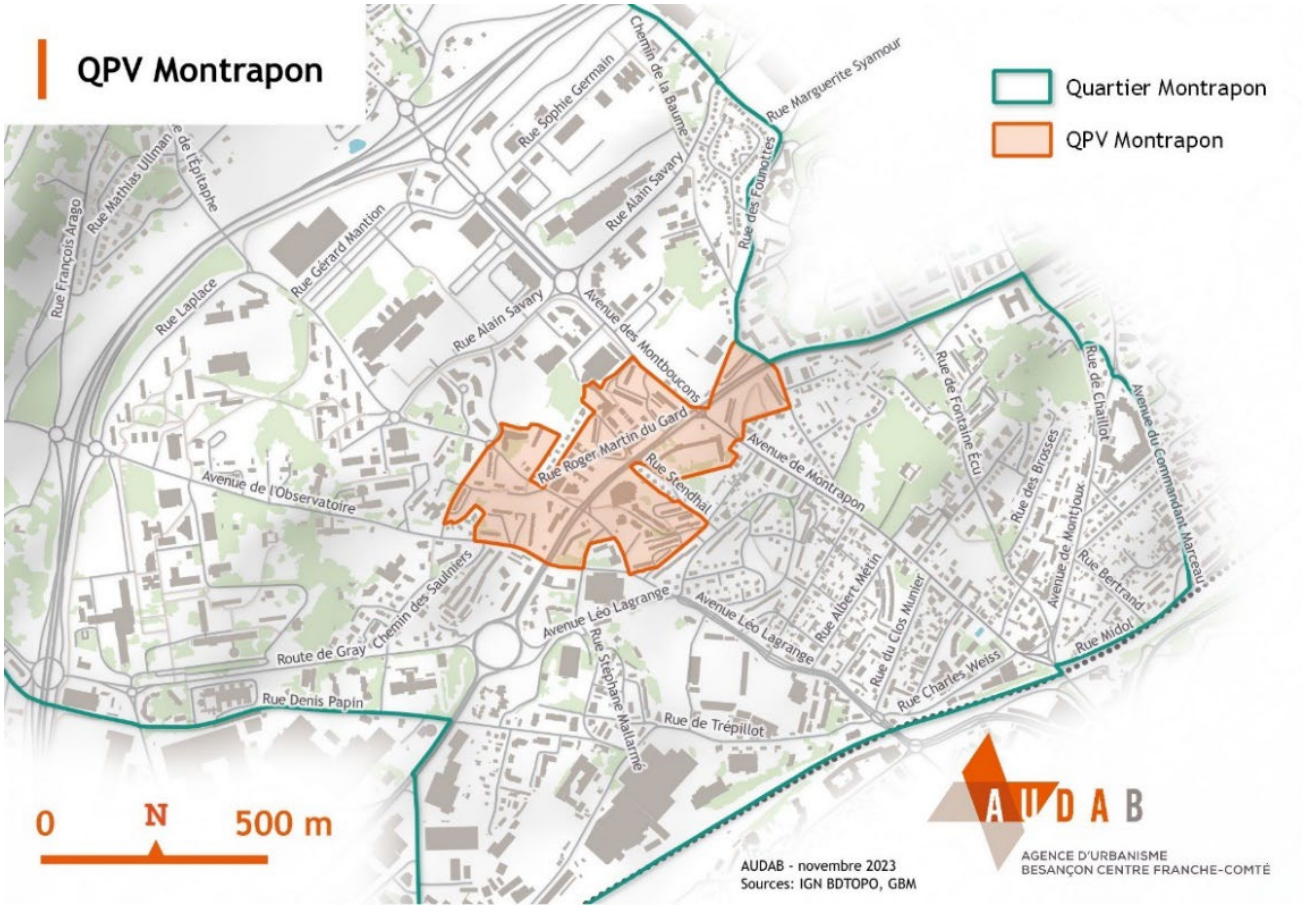 QPV Montrapon
Quartier Montrapon
QPV Montrapon
Chemin de la Baume
Rue Marguerite Syamour
Rue Sophie Germain
Rue Mathias Ullman
e de l'Épitaphe
Rue François Arago
Rue Alain Savary
Rue des Founottes
Rue Gérard Mantion
Rue Laplace
Rue Alain Savary
Avenue des Montboucons
Rue de Fontaine Écu
Rue de Chaillot
Avenue du Commandant Marceau
Rue Roger Martin du Gard
Rue Stendhal
Avenue de Montrapon
Rue des Brosses
Avenue de Montjoux
Avenue de l'Observatoire
Rue Bertrand
Chemin des Saulniers
Rue Albert Métin
Rue du Clos Munier
Avenue Léo Lagrange
Avenue Léo Lagrange
Rue Midol
Route de Gray
Rue Stéphane Mallarmé
Rue Charles Weiss
Rue Denis Papin
Rue de Trépillot
0 N 500 m
AUDAB
AGENCE D'URBANISME
BESANÇON CENTRE FRANCHE-COMTÉ
AUDAB - novembre 2023
Sources: IGN BDTOPO, GBM